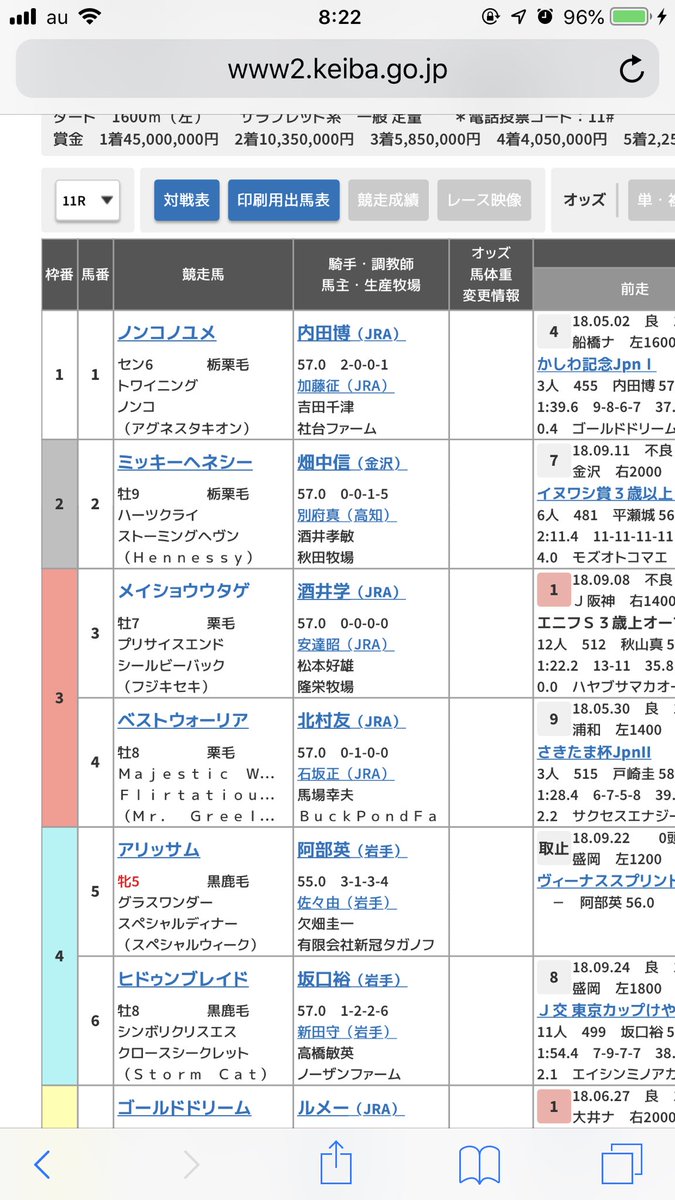 au 8:22 96%
www2.keiba.go.jp
ダート 1600m（左） サラブレッド系 一般 定量 ＊電話投票コード：11#
賞金 1着45,000,000円 2着10,350,000円 3着5,850,000円 4着4,050,000円 5着2,25
11R ▼ 対戦表 印刷用出馬表 競走成績 レース映像 オッズ 単・
枠番 馬番 競走馬 騎手・調教師 馬主・生産牧場 オッズ 馬体重 変更情報 前走
1 1
ノンコノユメ
セン6 栃栗毛
トワイニング
ノンコ
（アグネスタキオン）
内田博（JRA）
57.0 2-0-0-1
加藤征（JRA）
吉田千津
社台ファーム
4 18.05.02 良
船橋ナ 左1600
かしわ記念JpnⅠ
3人 455 内田博 57
1:39.6 9-8-6-7 37.
0.4 ゴールドドリーム
2 2
ミッキーヘネシー
牡9 栃栗毛
ハーツクライ
ストーミングヘヴン
（Ｈｅｎｎｅｓｓｙ）
畑中信（金沢）
57.0 0-0-1-5
別府真（高知）
酒井孝敏
秋田牧場
7 18.09.11 不良
金沢 右2000
イヌワシ賞３歳以上
6人 481 平瀬城 56
2:11.4 11-11-11-11
4.0 モズオトコマエ
3 3
メイショウウタゲ
牡7 栗毛
プリサイスエンド
シールビーバック
（フジキセキ）
酒井学（JRA）
57.0 0-0-0-0
安達昭（JRA）
松本好雄
隆栄牧場
1 18.09.08 不良
Ｊ阪神 右1400
エニフＳ３歳上オー
12人 512 秋山真 5
1:22.2 13-11 35.8
0.0 ハヤブサマカオー
4
ベストウォーリア
牡8 栗毛
Ｍａｊｅｓｔｉｃ Ｗ...
Ｆｌｉｒｔａｔｉｏｕ...
（Ｍｒ． Ｇｒｅｅｌ...
北村友（JRA）
57.0 0-1-0-0
石坂正（JRA）
馬場幸夫
ＢｕｃｋＰｏｎｄＦａ
9 18.05.30 良
浦和 左1400
さきたま杯JpnII
3人 515 戸崎圭 58
1:28.4 6-7-5-8 39.
2.2 サクセスエナジー
4 5
アリッサム
牝5 黒鹿毛
グラスワンダー
スペシャルディナー
（スペシャルウィーク）
阿部英（岩手）
55.0 3-1-3-4
佐々由（岩手）
欠畑圭一
有限会社新冠タガノフ
取止 18.09.22 0頭
盛岡 左1200
ヴィーナススプリント
－ 阿部英 56.0
6
ヒドゥンブレイド
牡8 黒鹿毛
シンボリクリスエス
クロースシークレット
（Ｓｔｏｒｍ Ｃａｔ）
坂口裕（岩手）
57.0 1-2-2-6
新田守（岩手）
高橋敏英
ノーザンファーム
8 18.09.24 良
盛岡 左1800
Ｊ交 東京カップけや
11人 499 坂口裕 5
1:54.4 7-9-7-7 38.
2.1 エイシンミノアカ
ゴールドドリーム
ルメー（JRA）
1 18.06.27 良
大井ナ 右2000